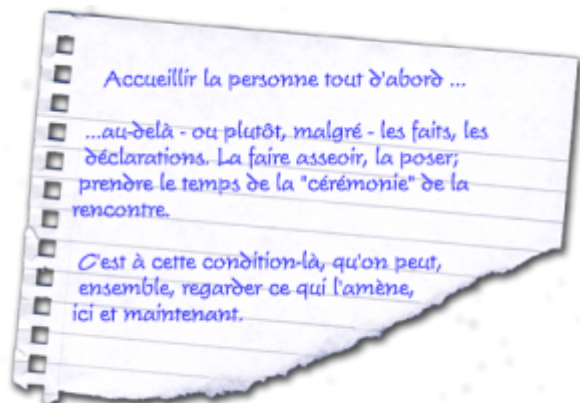 Accueillir la personne tout d'abord ...
...au-delà - ou plutôt, malgré - les faits, les
déclarations. La faire asseoir, la poser;
prendre le temps de la "cérémonie" de la
rencontre.
C'est à cette condition-là, qu'on peut,
ensemble, regarder ce qui l'amène,
ici et maintenant.